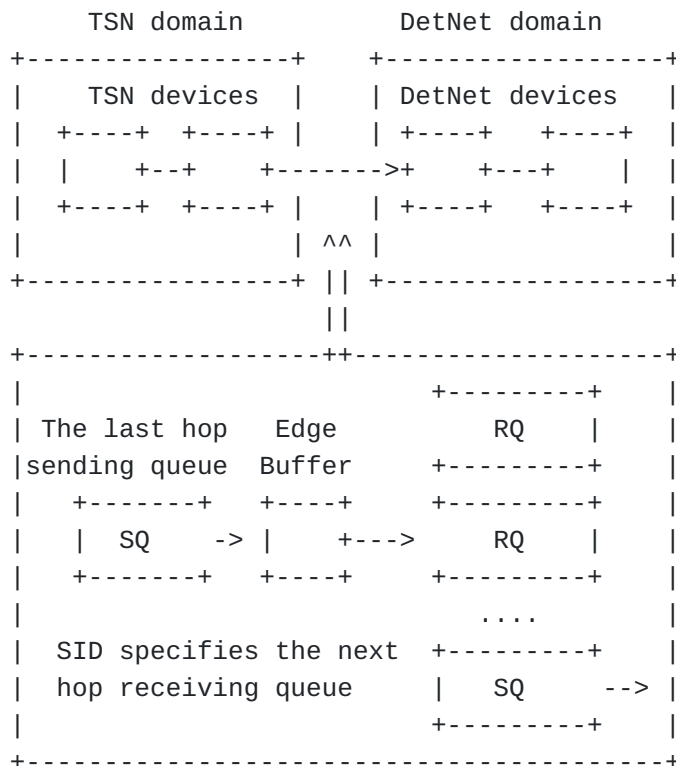 TSN domain DetNet domain
TSN devices DetNet devices
The last hop Edge RQ
sending queue Buffer
SQ RQ
....
SID specifies the next
hop receiving queue SQ